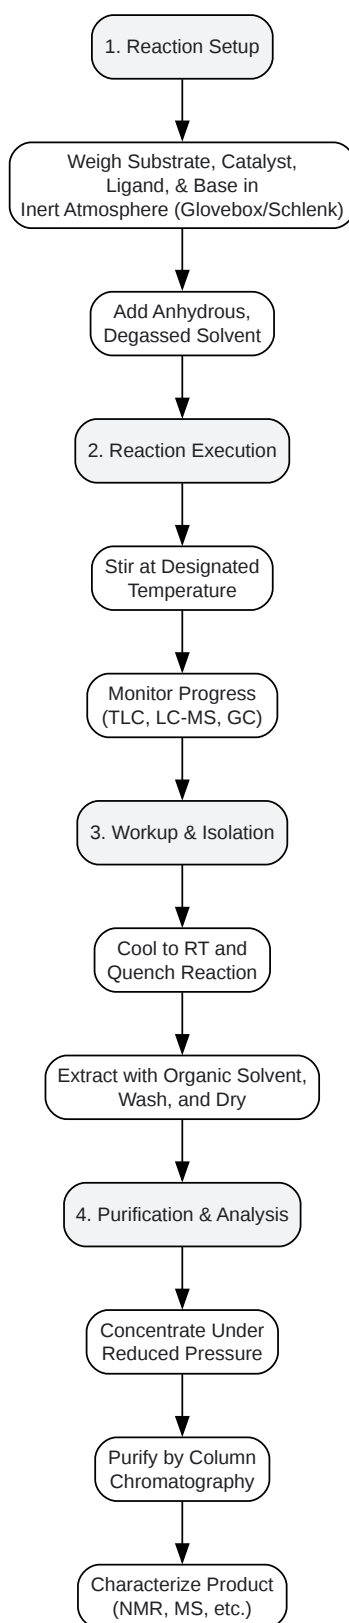 1. Reaction Setup
Weigh Substrate, Catalyst,
Ligand, & Base in
Inert Atmosphere (Glovebox/Schlenk)
Add Anhydrous,
Degassed Solvent
2. Reaction Execution
Stir at Designated
Temperature
Monitor Progress
(TLC, LC-MS, GC)
3. Workup & Isolation
Cool to RT and
Quench Reaction
Extract with Organic Solvent,
Wash, and Dry
4. Purification & Analysis
Concentrate Under
Reduced Pressure
Purify by Column
Chromatography
Characterize Product
(NMR, MS, etc.)